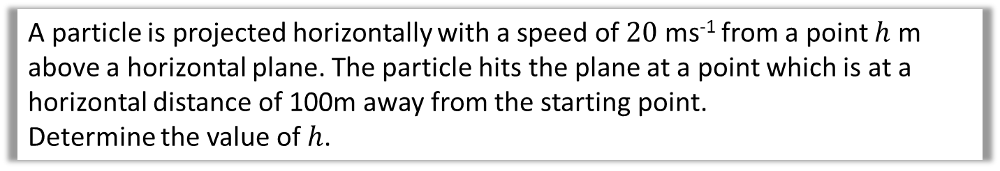 A particle is projected horizontally with a speed of 20 ms⁻¹ from a point h m
above a horizontal plane. The particle hits the plane at a point which is at a
horizontal distance of 100m away from the starting point.
Determine the value of h.